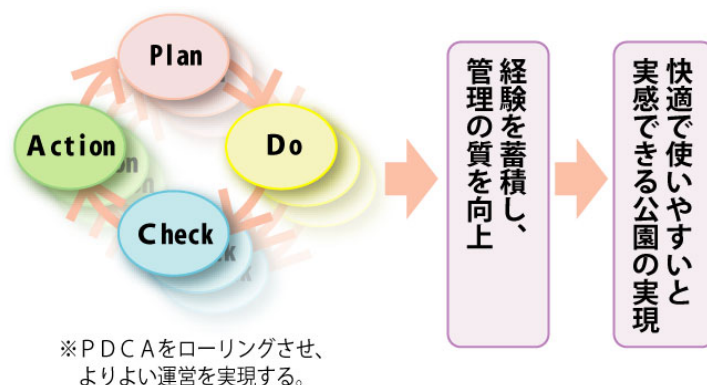 Plan
Do
Check
Action
経験を蓄積し、
管理の質を向上
快適で使いやすいと
実感できる公園の実現
※ＰＤＣＡをローリングさせ、
よりよい運営を実現する。